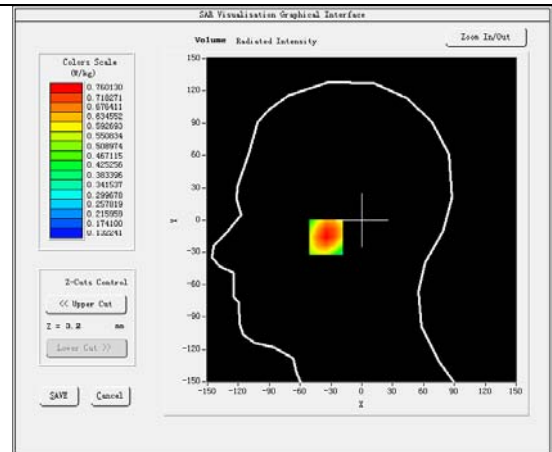 SAR Visualisation Graphical Interface
Volume Radiated Intensity
Zoom In/Out
Colors Scale
(W/kg)
0.760130
0.718271
0.676411
0.634552
0.592693
0.550834
0.508974
0.467115
0.425256
0.383396
0.341537
0.299678
0.257819
0.215959
0.174100
0.132241
Z-Cuts Control
<< Upper Cut
Z = 3.2 mm
Lower Cut >>
SAVE
Cancel
150
120
90
60
30
0
-30
-60
-90
-120
-150
Y
-150 -120 -90 -60 -30 0 30 60 90 120 150
X